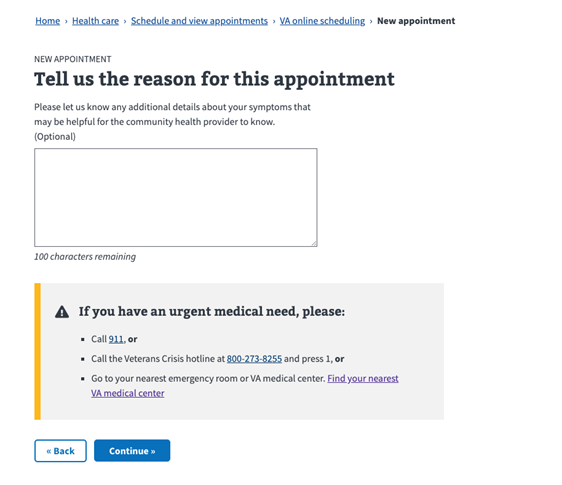 Home › Health care › Schedule and view appointments › VA online scheduling › New appointment
NEW APPOINTMENT
Tell us the reason for this appointment
Please let us know any additional details about your symptoms that
may be helpful for the community health provider to know.
(Optional)
100 characters remaining
If you have an urgent medical need, please:
▪ Call 911, or
▪ Call the Veterans Crisis hotline at 800-273-8255 and press 1, or
▪ Go to your nearest emergency room or VA medical center. Find your nearest
VA medical center
« Back
Continue »